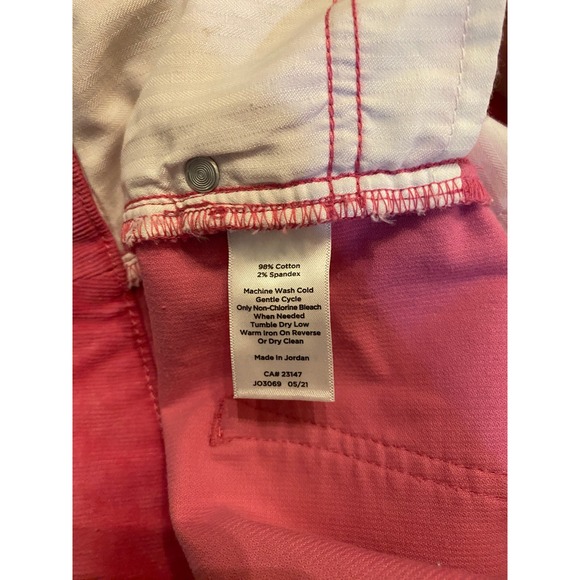 98% Cotton
2% Spandex
Machine Wash Cold
Gentle Cycle
Only Non-Chlorine Bleach
When Needed
Tumble Dry Low
Warm Iron On Reverse
Or Dry Clean
Made in Jordan
CA# 23147
JO3069 05/21